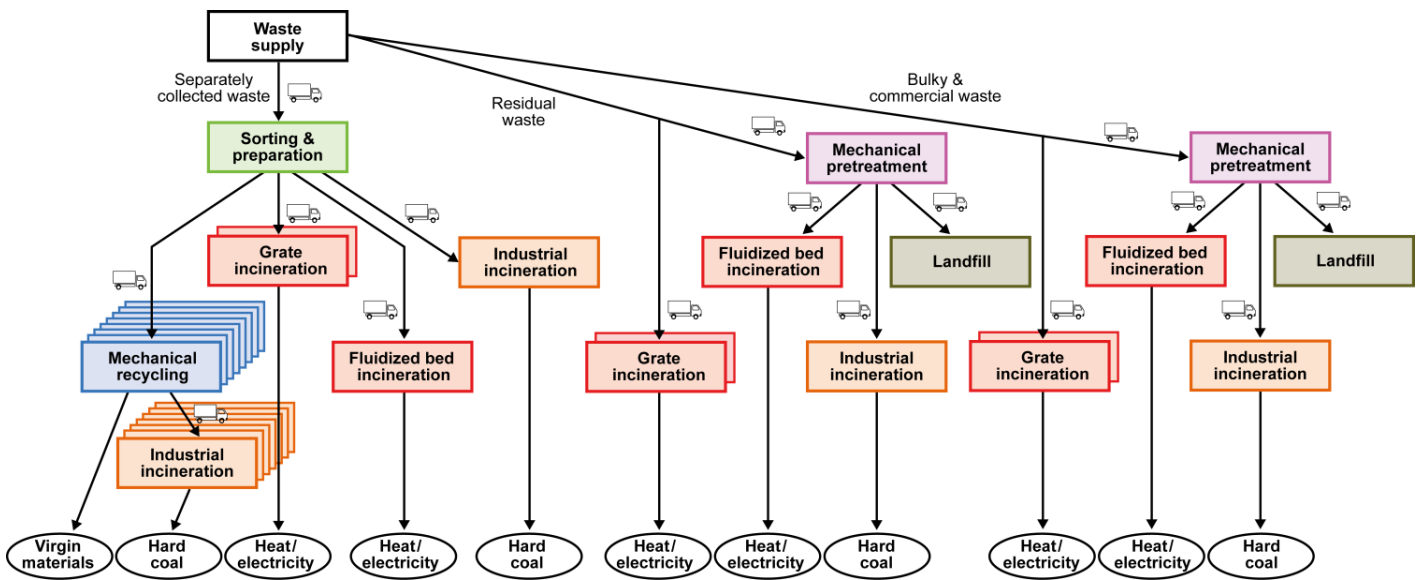 Waste
supply
Separately
collected waste
Residual
waste
Bulky &
commercial waste
Sorting &
preparation
Mechanical
pretreatment
Mechanical
pretreatment
Grate
incineration
Industrial
incineration
Fluidized bed
incineration
Landfill
Fluidized bed
incineration
Landfill
Mechanical
recycling
Fluidized bed
incineration
Grate
incineration
Industrial
incineration
Grate
incineration
Industrial
incineration
Industrial
incineration
Virgin
materials
Hard
coal
Heat/
electricity
Heat/
electricity
Hard
coal
Heat/
electricity
Heat/
electricity
Hard
coal
Heat/
electricity
Heat/
electricity
Hard
coal